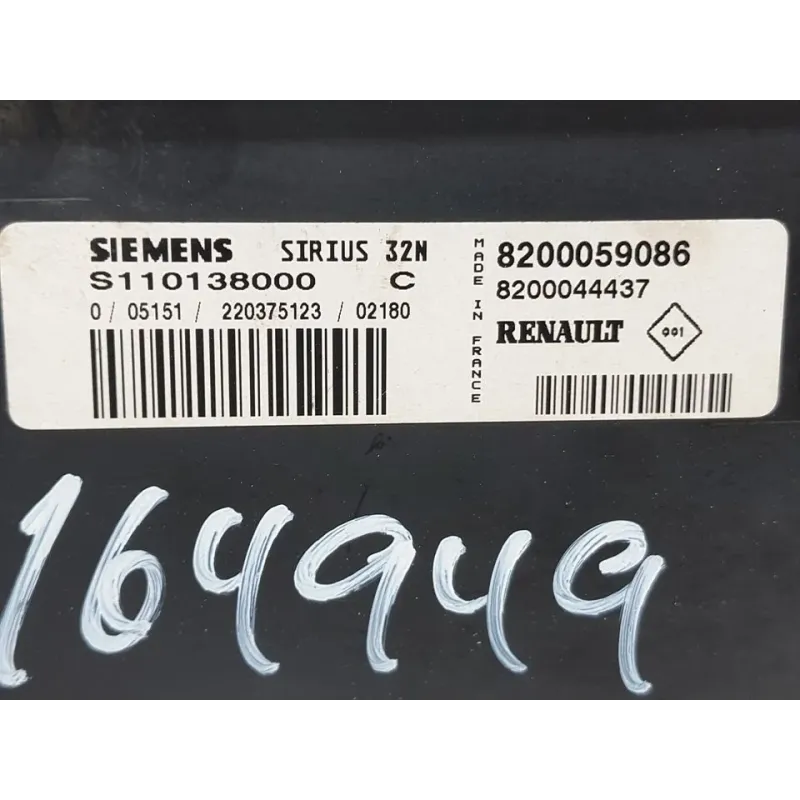 SIEMENS SIRIUS 32N
S110138000 C
0 / 05151 / 220375123 / 02180
MADE IN FRANCE
8200059086
8200044437
RENAULT 001
164949